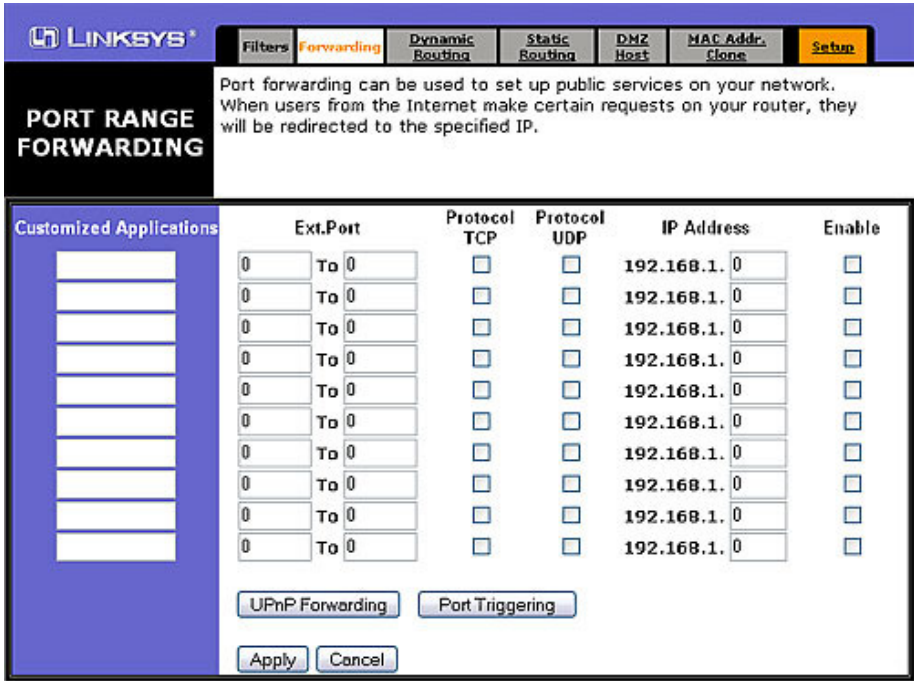 LINKSYS®
Filters Forwarding Dynamic Routing Static Routing DMZ Host MAC Addr. Clone Setup
PORT RANGE
FORWARDING
Port forwarding can be used to set up public services on your network.
When users from the Internet make certain requests on your router, they
will be redirected to the specified IP.
Customized Applications Ext.Port Protocol TCP Protocol UDP IP Address Enable
0 To 0 192.168.1. 0
0 To 0 192.168.1. 0
0 To 0 192.168.1. 0
0 To 0 192.168.1. 0
0 To 0 192.168.1. 0
0 To 0 192.168.1. 0
0 To 0 192.168.1. 0
0 To 0 192.168.1. 0
0 To 0 192.168.1. 0
0 To 0 192.168.1. 0
UPnP Forwarding Port Triggering
Apply Cancel